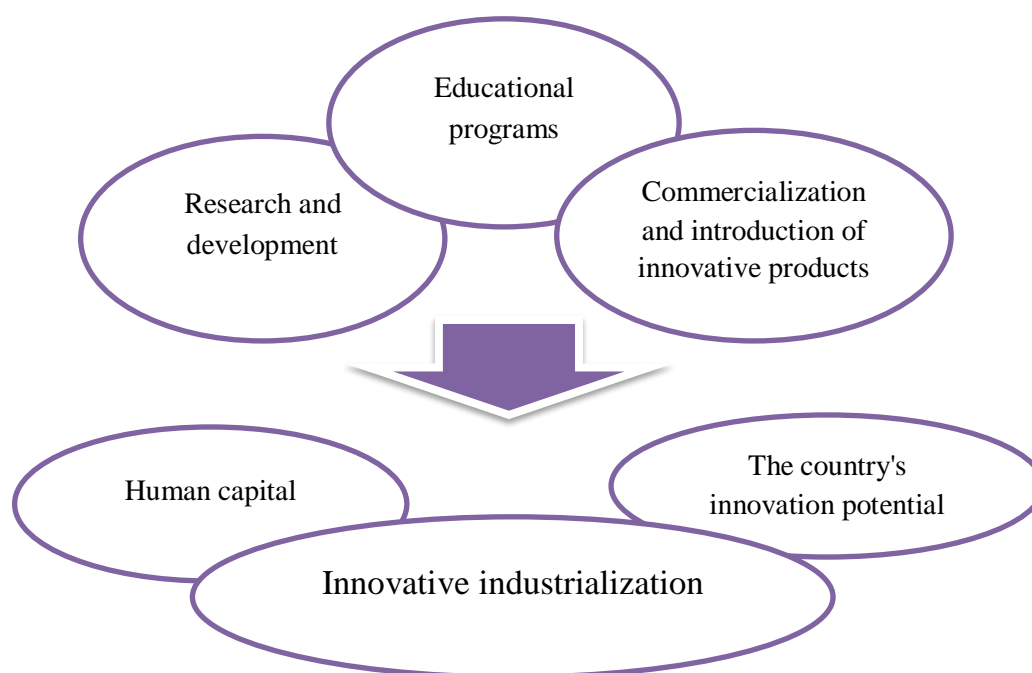 Educational
programs
Research and
development
Commercialization
and introduction of
innovative products
Human capital
The country's
innovation potential
Innovative industrialization